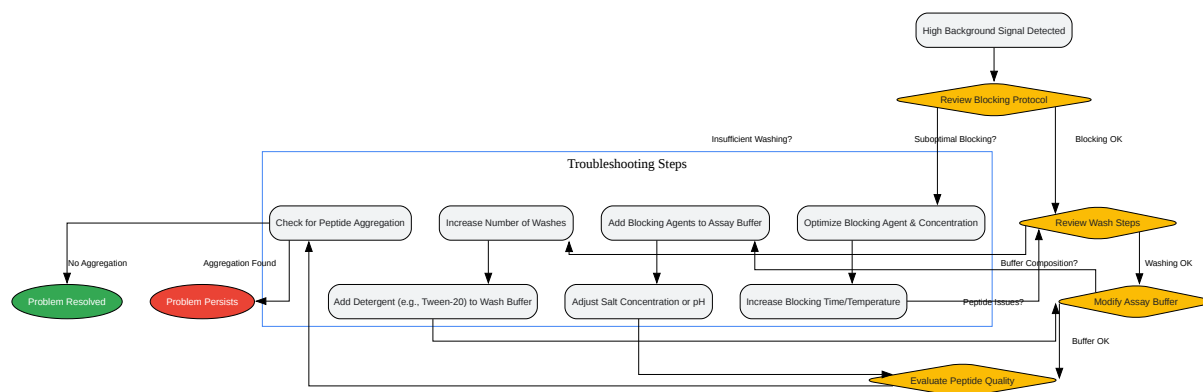 High Background Signal Detected
Review Blocking Protocol
Insufficient Washing?
Suboptimal Blocking?
Blocking OK
Troubleshooting Steps
Check for Peptide Aggregation
Increase Number of Washes
Add Blocking Agents to Assay Buffer
Optimize Blocking Agent & Concentration
Review Wash Steps
No Aggregation
Aggregation Found
Buffer Composition?
Washing OK
Problem Resolved
Problem Persists
Add Detergent (e.g., Tween-20) to Wash Buffer
Adjust Salt Concentration or pH
Increase Blocking Time/Temperature
Peptide Issues?
Modify Assay Buffer
Buffer OK
Evaluate Peptide Quality